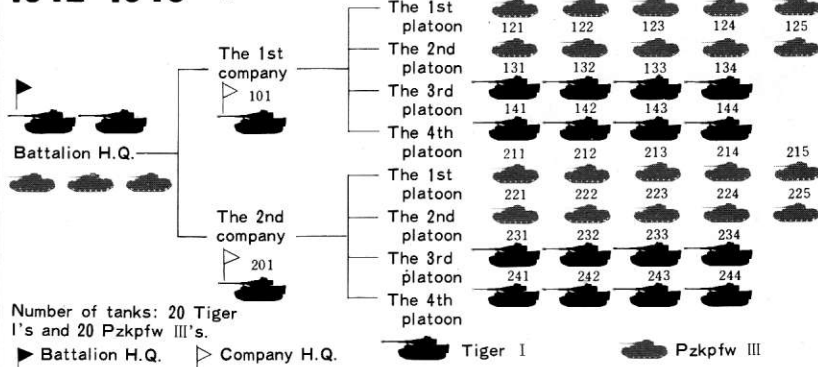 The 1st
platoon 121 122 123 124 125
The 2nd
platoon 131 132 133 134
The 3rd
platoon 141 142 143 144
The 4th
platoon 211 212 213 214 215
The 1st
platoon 221 222 223 224 225
The 2nd
platoon 231 232 233 234
The 3rd
platoon 241 242 243 244
The 4th
platoon
The 1st
company
101
Battalion H.Q.
The 2nd
company
201
Number of tanks: 20 Tiger
I's and 20 Pzkpfw III's.
Battalion H.Q. Company H.Q. Tiger I Pzkpfw III